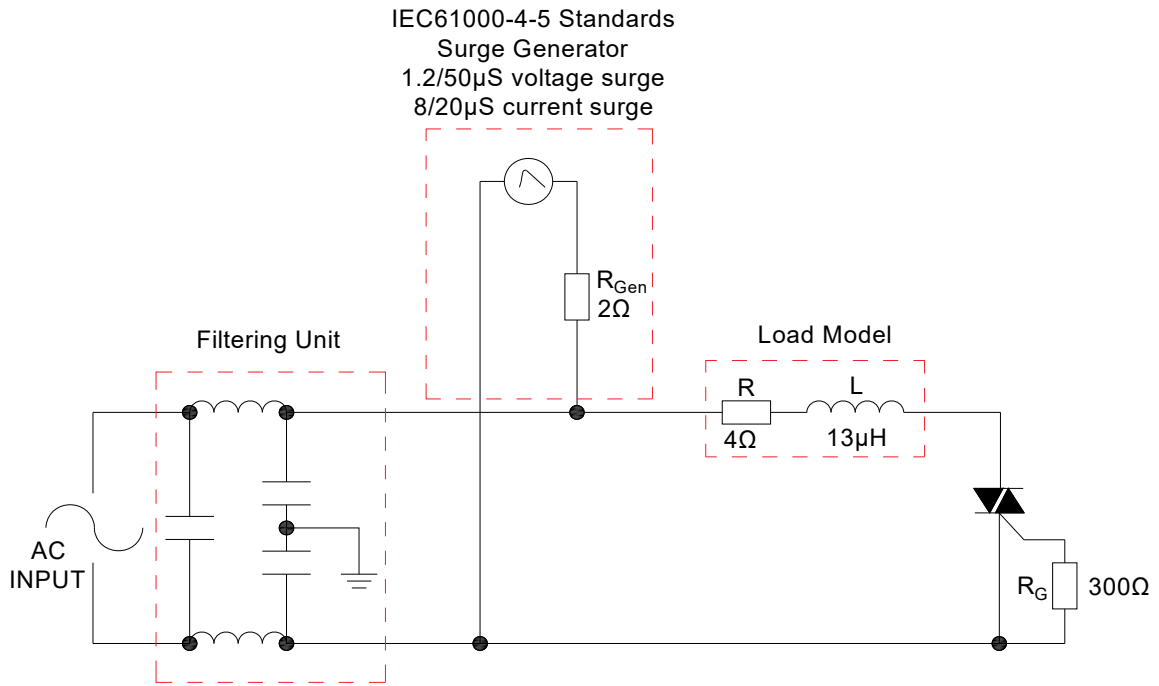 IEC61000-4-5 Standards
Surge Generator
1.2/50μS voltage surge
8/20μS current surge
RGen
2Ω
Filtering Unit
Load Model
R
L
4Ω
13μH
AC
INPUT
RG
300Ω